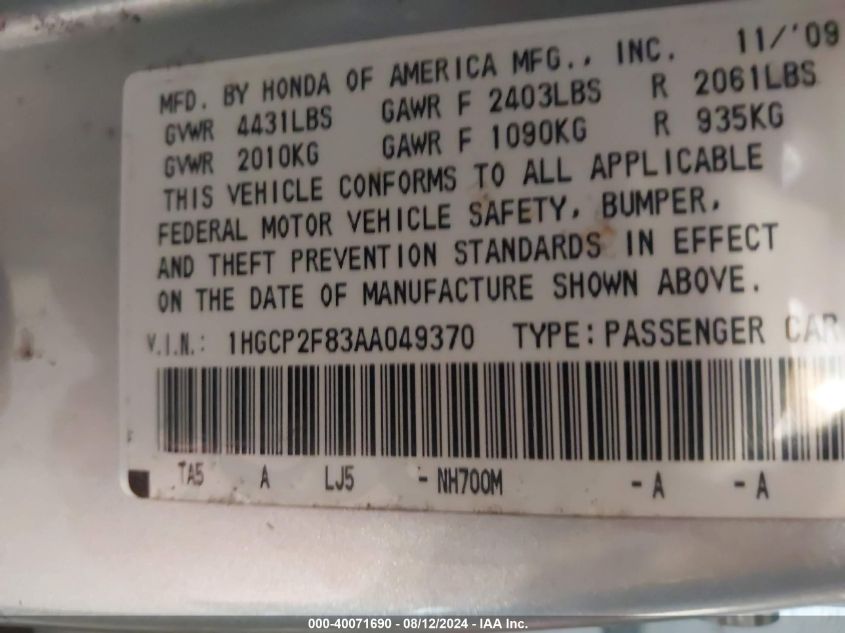 MFD. BY HONDA OF AMERICA MFG., INC. 11/'09
GVWR 4431LBS GAWR F 2403LBS R 2061LBS
GVWR 2010KG GAWR F 1090KG R 935KG
THIS VEHICLE CONFORMS TO ALL APPLICABLE
FEDERAL MOTOR VEHICLE SAFETY, BUMPER,
AND THEFT PREVENTION STANDARDS IN EFFECT
ON THE DATE OF MANUFACTURE SHOWN ABOVE.
V.I.N.: 1HGCP2F83AA049370 TYPE: PASSENGER CAR
TA5 A LJ5 - NH700M - A - A
000-40071690 - 08/12/2024 - IAA Inc.